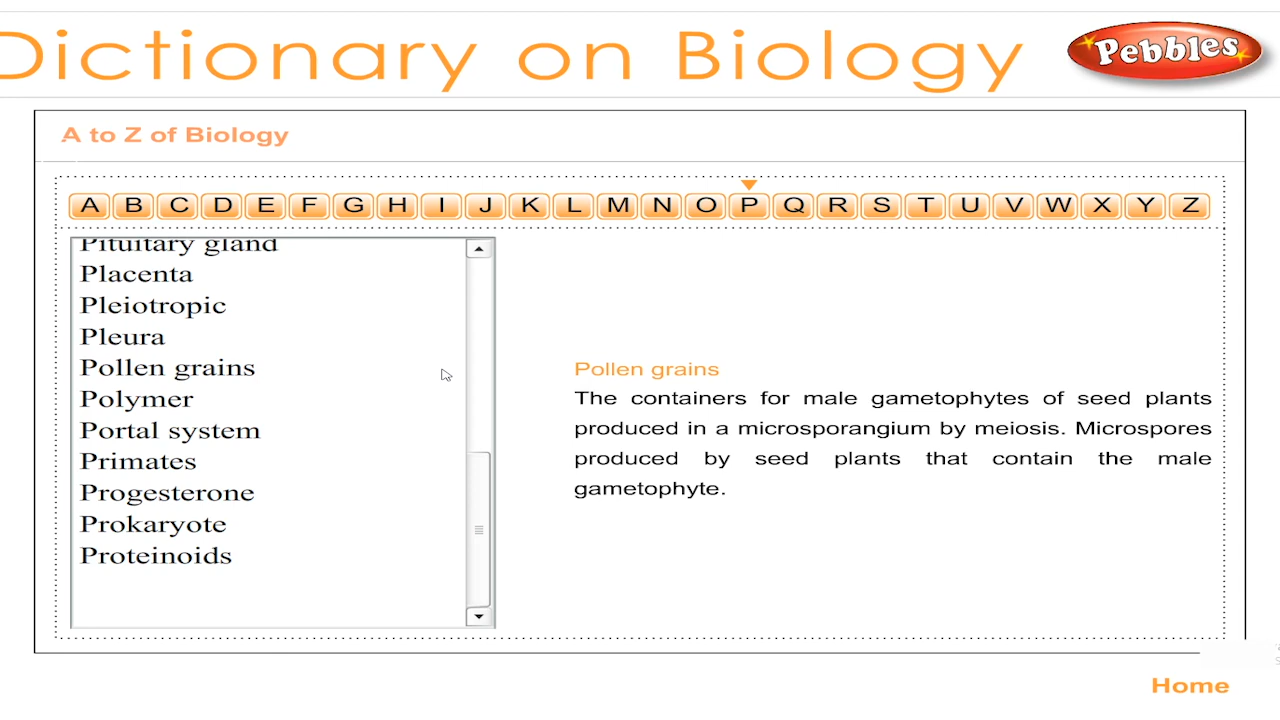 Dictionary on Biology
Pebbles
A to Z of Biology
A B C D E F G H I J K L M N O P Q R S T U V W X Y Z
Pituitary gland
Placenta
Pleiotropic
Pleura
Pollen grains
Polymer
Portal system
Primates
Progesterone
Prokaryote
Proteinoids
Pollen grains
The containers for male gametophytes of seed plants
produced in a microsporangium by meiosis. Microspores
produced by seed plants that contain the male
gametophyte.
Home